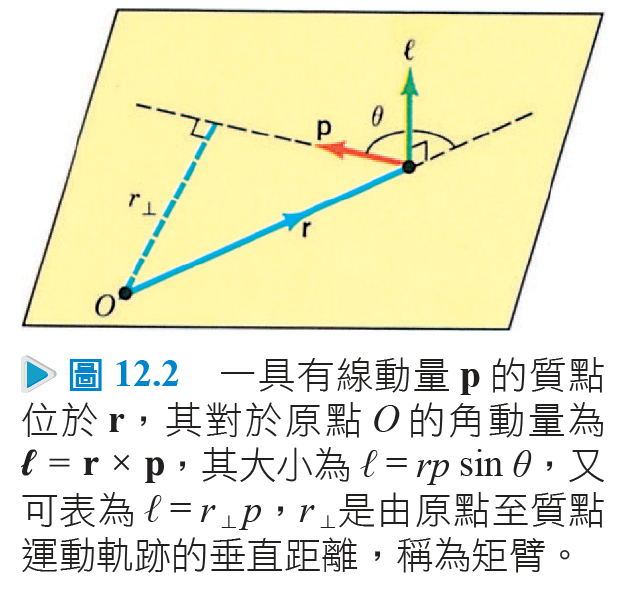 ℓ
θ
p
r⊥
r
O
圖 12.2 一具有線動量 p 的質點
位於 r，其對於原點 O 的角動量為
ℓ = r × p，其大小為 ℓ = rp sin θ，又
可表為 ℓ = r⊥p，r⊥是由原點至質點
運動軌跡的垂直距離，稱為矩臂。